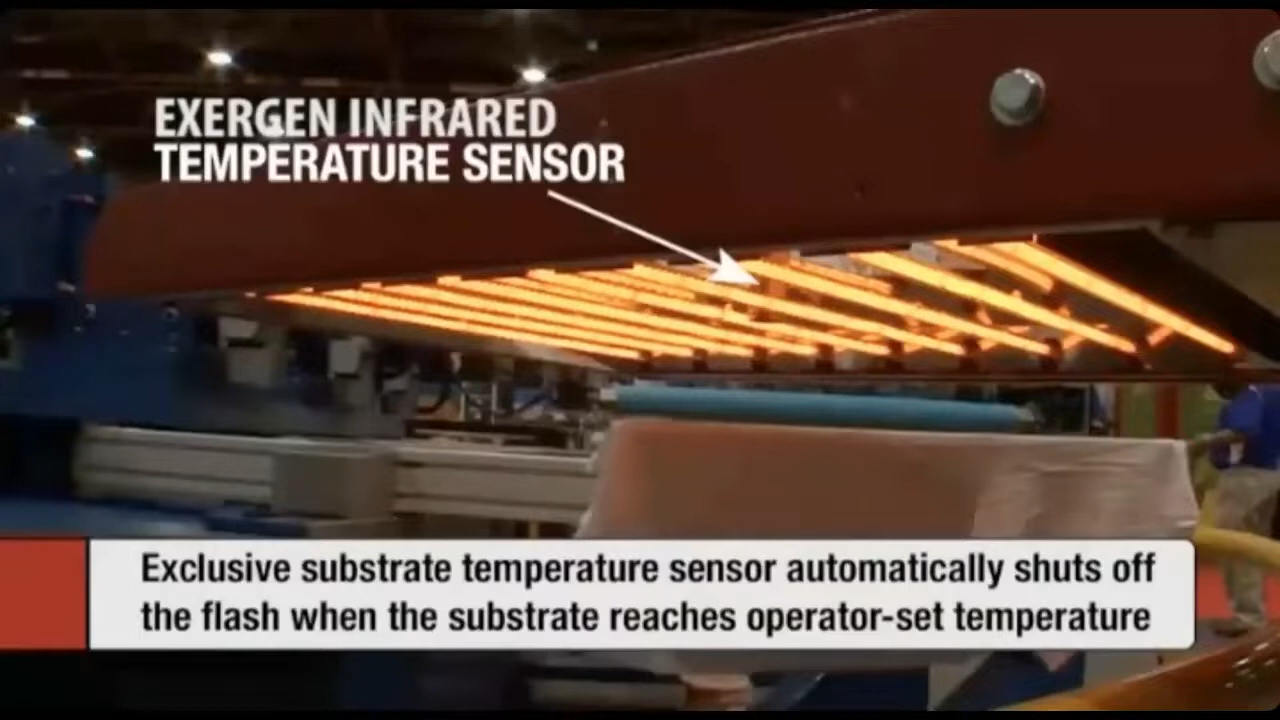 EXERGEN INFRARED
TEMPERATURE SENSOR
Exclusive substrate temperature sensor automatically shuts off
the flash when the substrate reaches operator-set temperature